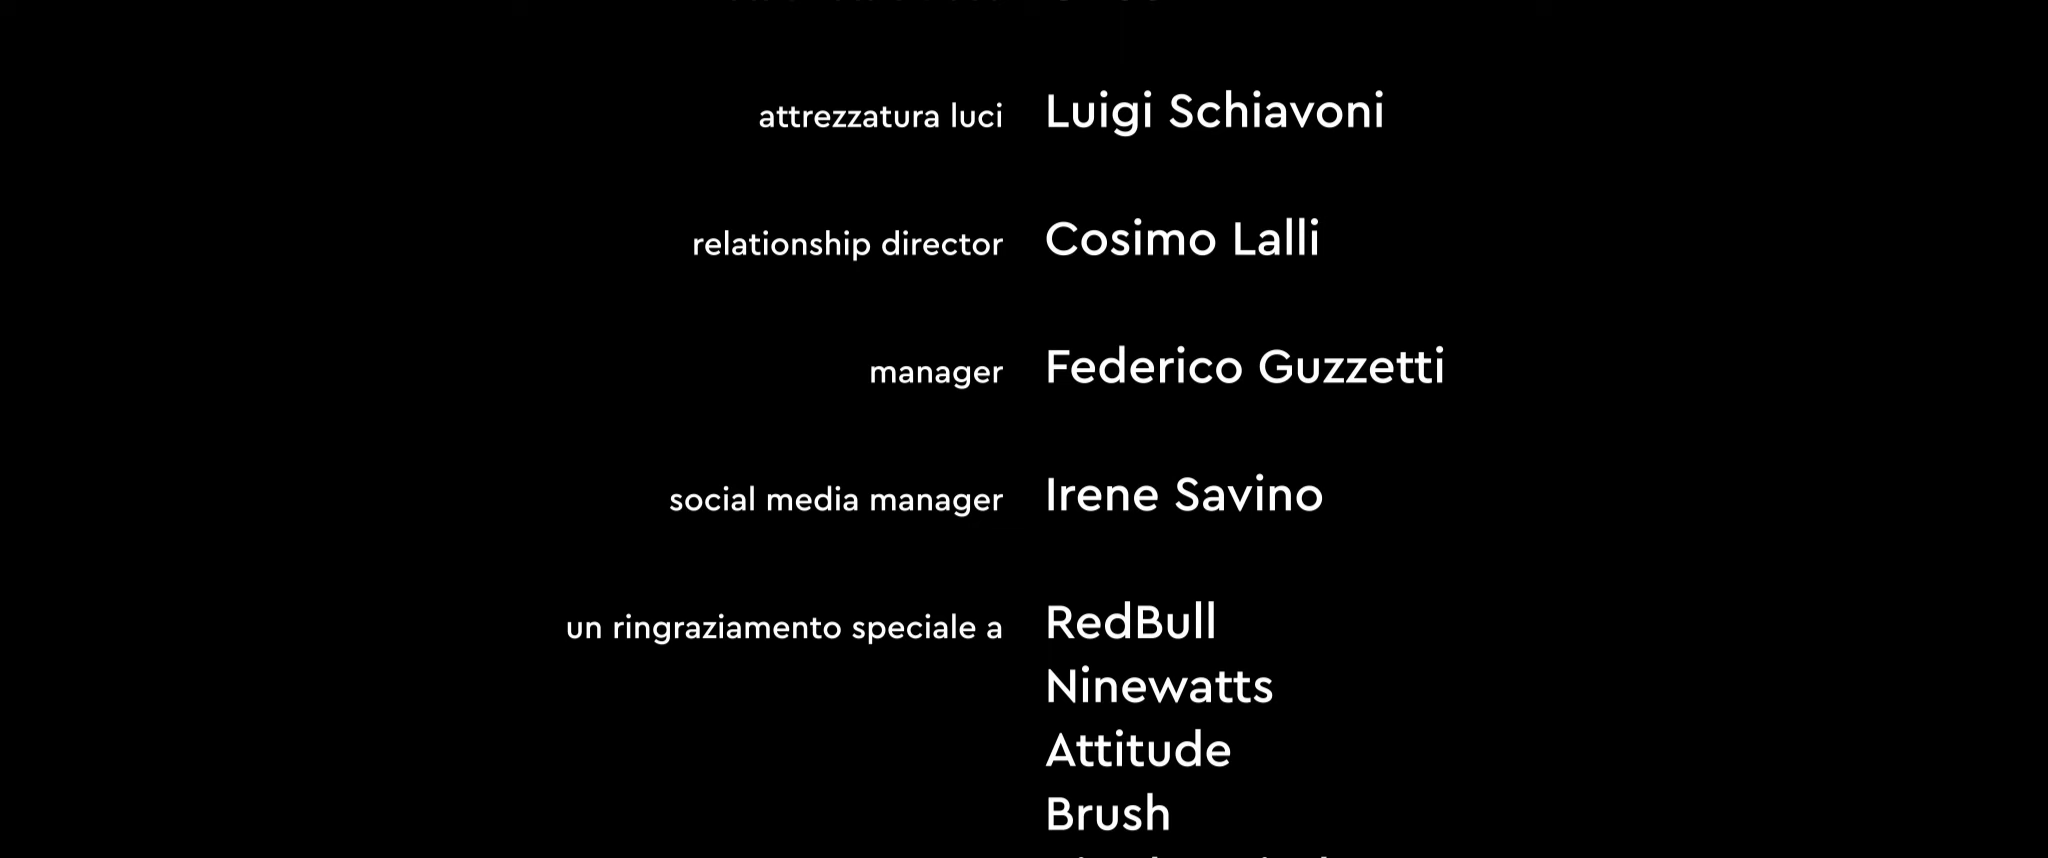 attrezzatura luci Luigi Schiavoni
relationship director Cosimo Lalli
manager Federico Guzzetti
social media manager Irene Savino
un ringraziamento speciale a RedBull
Ninewatts
Attitude
Brush